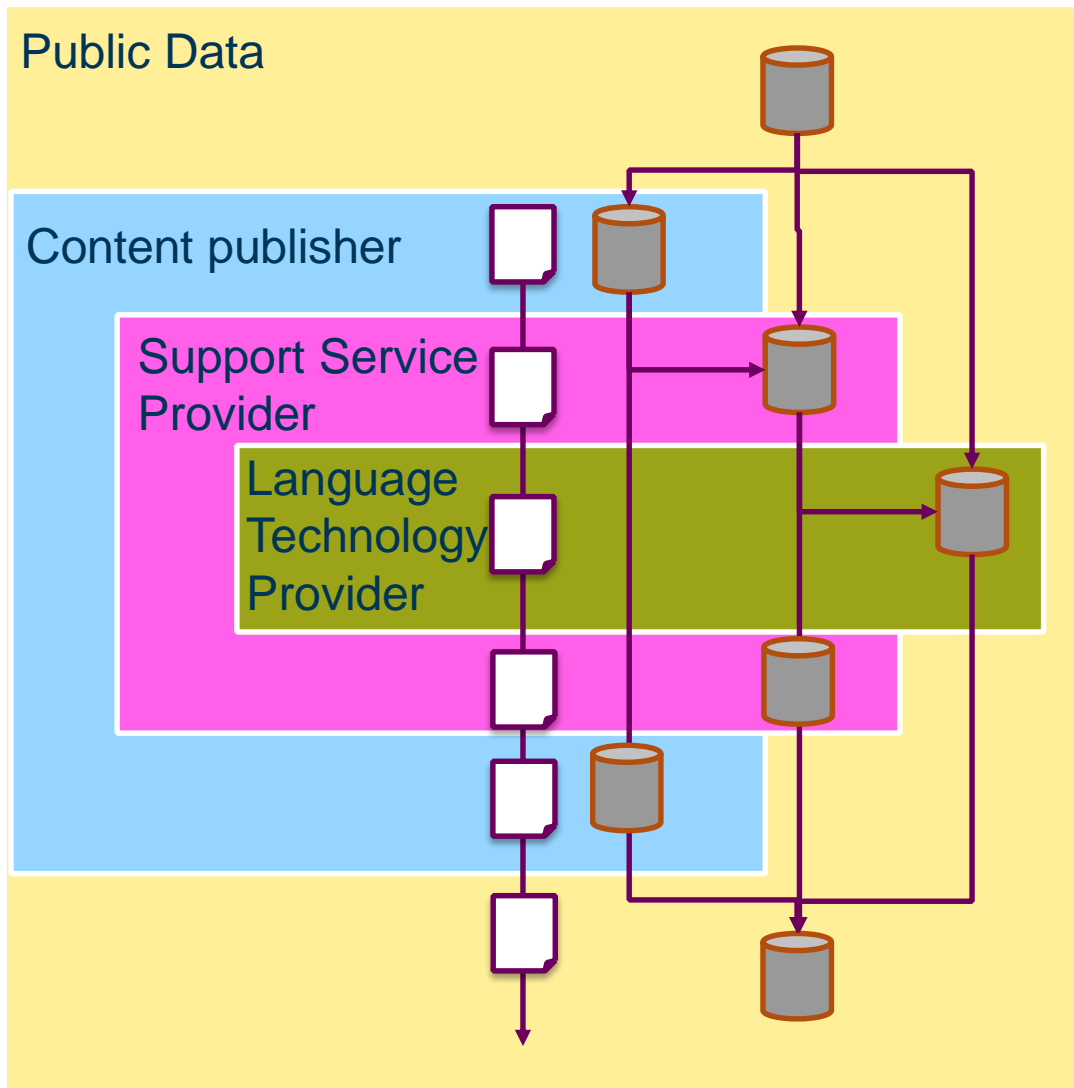 Public Data
Content publisher
Support Service
Provider
Language
Technology
Provider